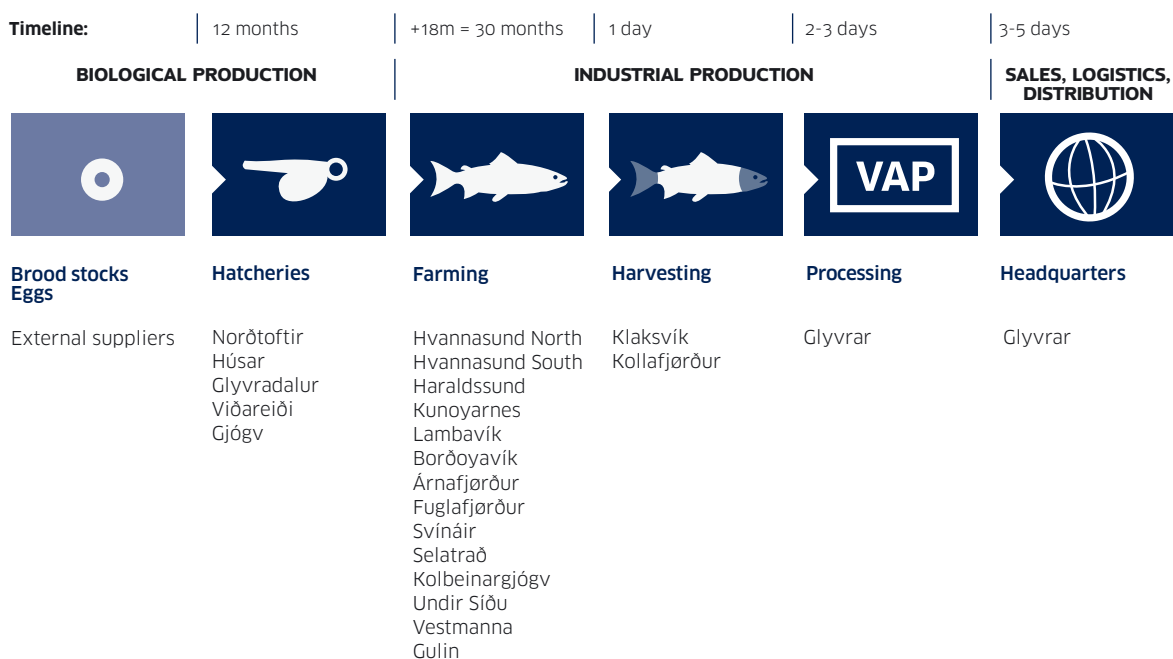 Timeline:
12 months
+18m = 30 months
1 day
2-3 days
3-5 days
BIOLOGICAL PRODUCTION
INDUSTRIAL PRODUCTION
SALES, LOGISTICS,
DISTRIBUTION
VAP
Brood stocks
Eggs
External suppliers
Hatcheries
Norðtoftir
Húsar
Glyvradalur
Viðareiði
Gjógv
Farming
Hvannasund North
Hvannasund South
Haraldssund
Kunoyarnes
Lambavík
Borðoyavík
Árnafjørður
Fuglafjørður
Svínáir
Selatrað
Kolbeinargjógv
Undir Síðu
Vestmanna
Gulin
Harvesting
Klaksvík
Kollafjørður
Processing
Glyvrar
Headquarters
Glyvrar